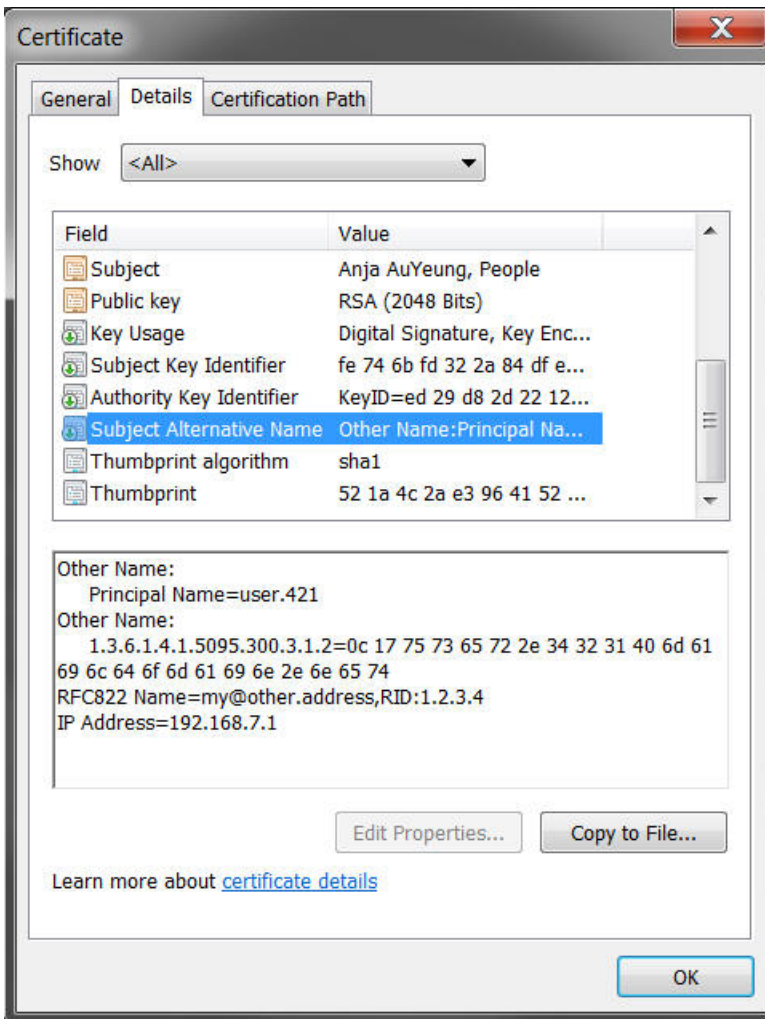 Certificate
General Details Certification Path
Show <All>
Field Value
Subject Anja AuYeung, People
Public key RSA (2048 Bits)
Key Usage Digital Signature, Key Enc...
Subject Key Identifier fe 74 6b fd 32 2a 84 df e...
Authority Key Identifier KeyID=ed 29 d8 2d 22 12...
Subject Alternative Name Other Name:Principal Na...
Thumbprint algorithm sha1
Thumbprint 52 1a 4c 2a e3 96 41 52 ...
Other Name:
Principal Name=user.421
Other Name:
1.3.6.1.4.1.5095.300.3.1.2=0c 17 75 73 65 72 2e 34 32 31 40 6d 61
69 6c 64 6f 6d 61 69 6e 2e 6e 65 74
RFC822 Name=my@other.address,RID:1.2.3.4
IP Address=192.168.7.1
Edit Properties... Copy to File...
Learn more about certificate details
OK